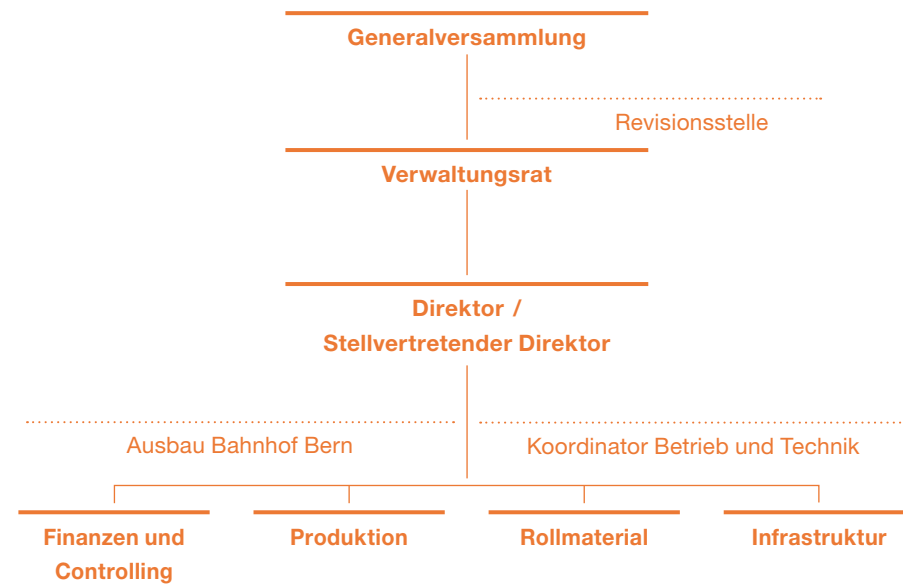 Generalversammlung
Revisionsstelle
Verwaltungsrat
Direktor /
Stellvertretender Direktor
Ausbau Bahnhof Bern
Koordinator Betrieb und Technik
Finanzen und
Controlling
Produktion
Rollmaterial
Infrastruktur